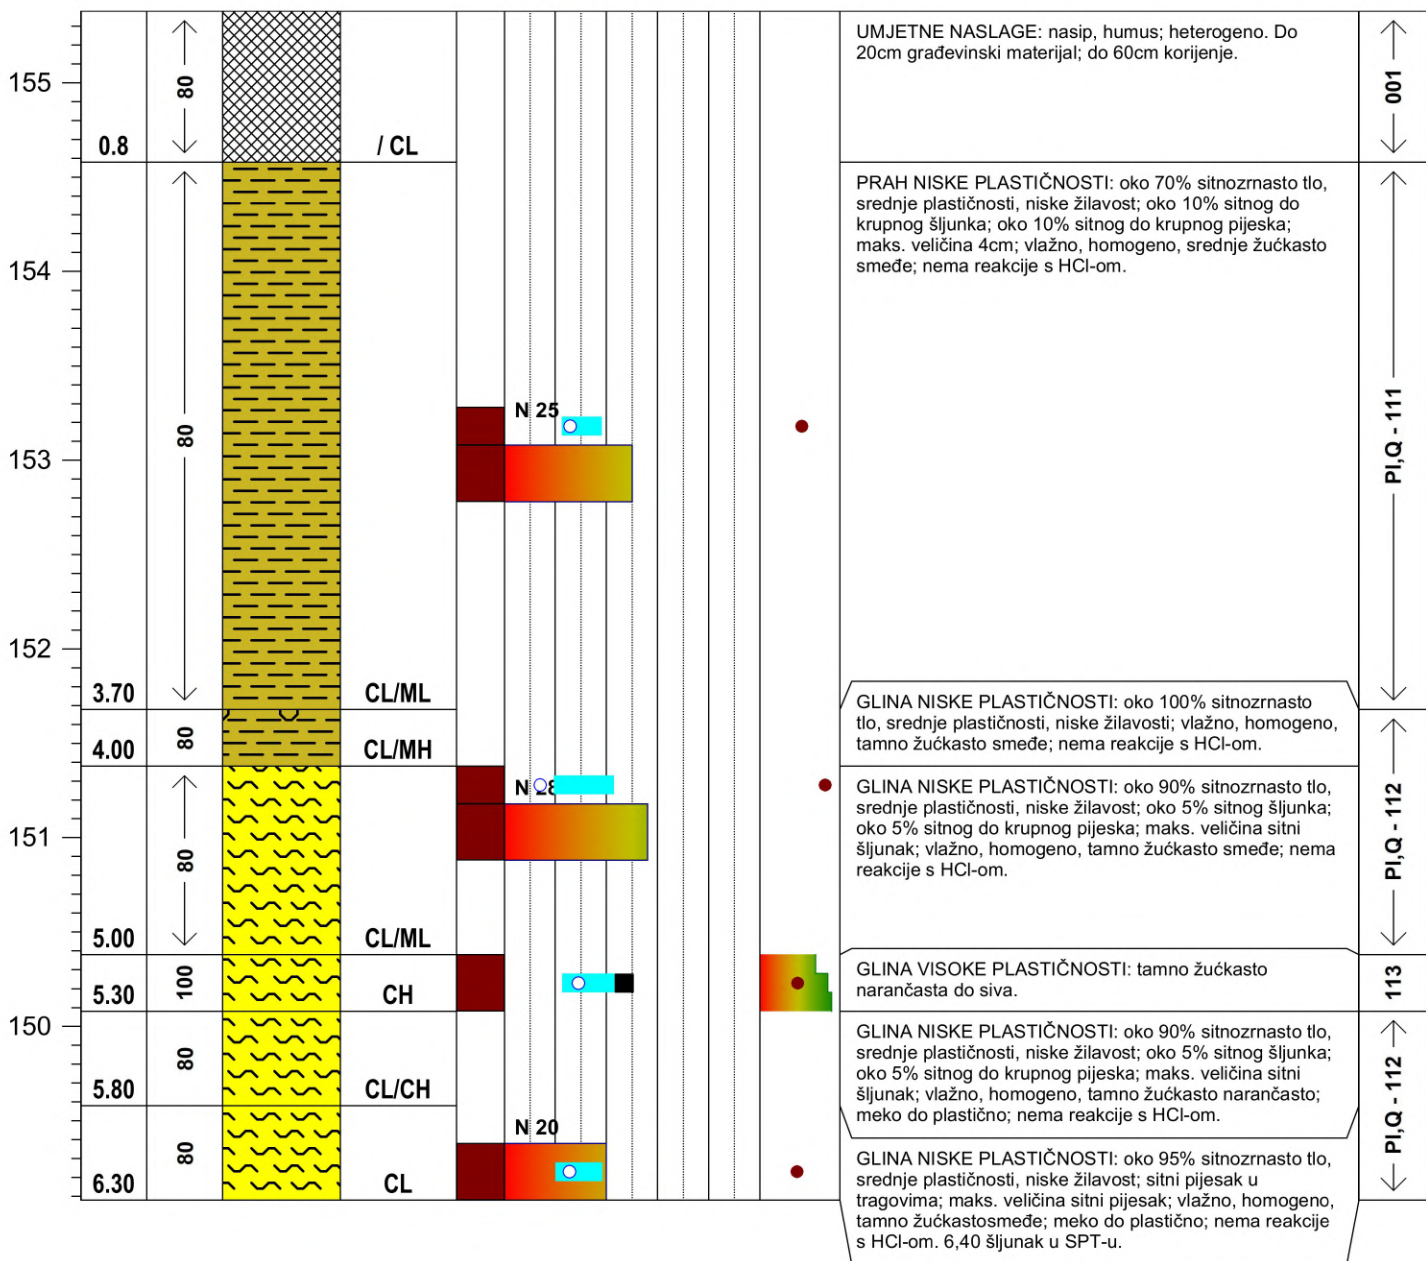 UMJETNE NASLAGE: nasip, humus; heterogeno. Do
20cm građevinski materijal; do 60cm korijenje.
155
80
001
0.8
/ CL
PRAH NISKE PLASTIČNOSTI: oko 70% sitnozrnasto tlo,
srednje plastičnosti, niske žilavost; oko 10% sitnog do
krupnog šljunka; oko 10% sitnog do krupnog pijeska;
maks. veličina 4cm; vlažno, homogeno, srednje žućkasto
smeđe; nema reakcije s HCl-om.
154
N 25
80
PI,Q - 111
153
152
3.70
CL/ML
GLINA NISKE PLASTIČNOSTI: oko 100% sitnozrnasto
tlo, srednje plastičnosti, niske žilavosti; vlažno, homogeno,
tamno žućkasto smeđe; nema reakcije s HCl-om.
4.00
80
CL/MH
N 28
GLINA NISKE PLASTIČNOSTI: oko 90% sitnozrnasto tlo,
srednje plastičnosti, niske žilavost; oko 5% sitnog šljunka;
oko 5% sitnog do krupnog pijeska; maks. veličina sitni
šljunak; vlažno, homogeno, tamno žućkasto smeđe; nema
reakcije s HCl-om.
PI,Q - 112
151
80
5.00
CL/ML
GLINA VISOKE PLASTIČNOSTI: tamno žućkasto
narančasta do siva.
113
5.30
100
CH
150
GLINA NISKE PLASTIČNOSTI: oko 90% sitnozrnasto tlo,
srednje plastičnosti, niske žilavost; oko 5% sitnog šljunka;
oko 5% sitnog do krupnog pijeska; maks. veličina sitni
šljunak; vlažno, homogeno, tamno žućkasto narančasto;
meko do plastično; nema reakcije s HCl-om.
PI,Q - 112
80
5.80
CL/CH
N 20
80
6.30
CL
GLINA NISKE PLASTIČNOSTI: oko 95% sitnozrnasto tlo,
srednje plastičnosti, niske žilavost; sitni pijesak u
tragovima; maks. veličina sitni pijesak; vlažno, homogeno,
tamno žućkastosmeđe; meko do plastično; nema reakcije
s HCl-om. 6,40 šljunak u SPT-u.